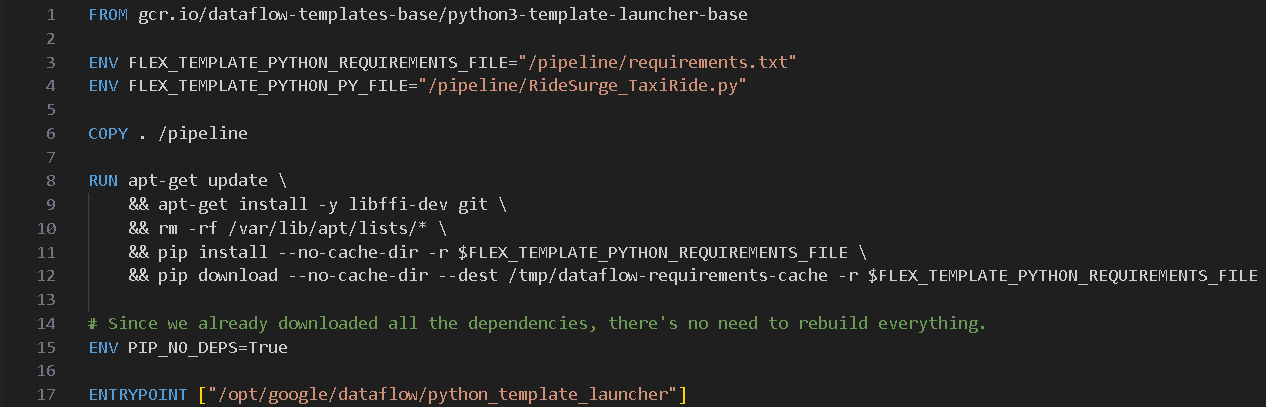 1 FROM gcr.io/dataflow-templates-base/python3-template-launcher-base
2
3 ENV FLEX_TEMPLATE_PYTHON_REQUIREMENTS_FILE="/pipeline/requirements.txt"
4 ENV FLEX_TEMPLATE_PYTHON_PY_FILE="/pipeline/RideSurge_TaxiRide.py"
5
6 COPY . /pipeline
7
8 RUN apt-get update \
9     && apt-get install -y libffi-dev git \
10     && rm -rf /var/lib/apt/lists/* \
11     && pip install --no-cache-dir -r $FLEX_TEMPLATE_PYTHON_REQUIREMENTS_FILE \
12     && pip download --no-cache-dir --dest /tmp/dataflow-requirements-cache -r $FLEX_TEMPLATE_PYTHON_REQUIREMENTS_FILE
13
14 # Since we already downloaded all the dependencies, there's no need to rebuild everything.
15 ENV PIP_NO_DEPS=True
16
17 ENTRYPOINT ["/opt/google/dataflow/python_template_launcher"]